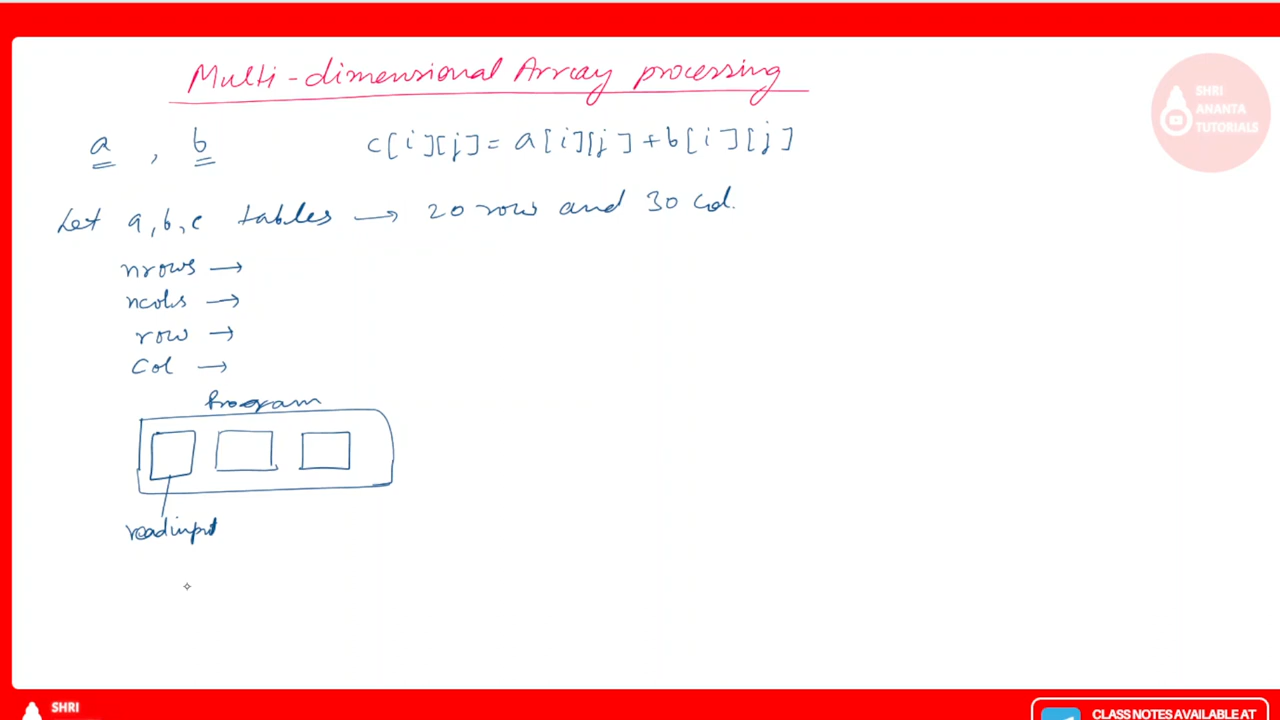 Multi-dimensional Array processing
SHRI
ANANTA
TUTORIALS
a , b c[i][j] = a[i][j] + b[i][j]
Let a, b, c tables → 20 row and 30 col.
nrows →
ncols →
row →
Col →
Program
readinput
SHRI
CLASS NOTES AVAILABLE AT